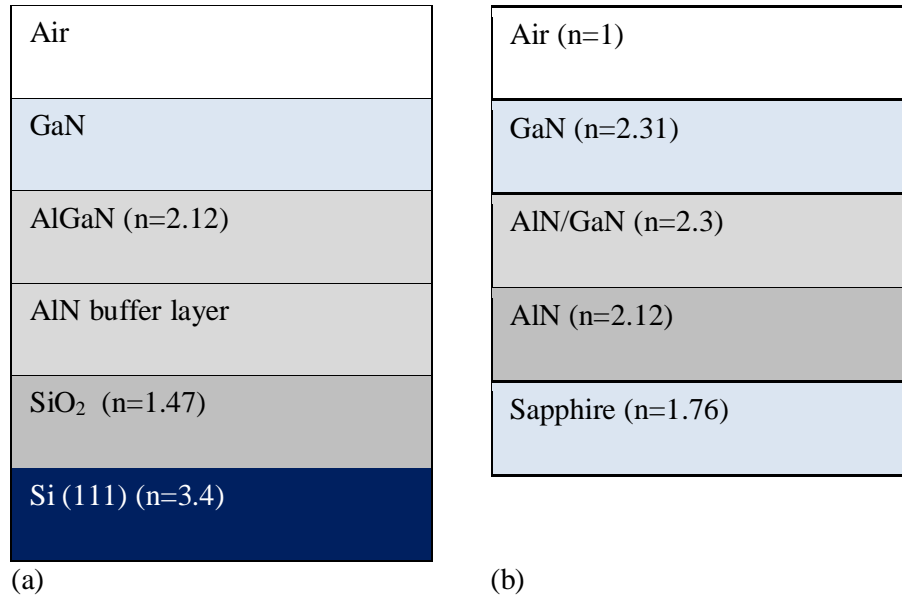 Air
GaN
AlGaN (n=2.12)
AlN buffer layer
SiO₂ (n=1.47)
Si (111) (n=3.4)
(a)
Air (n=1)
GaN (n=2.31)
AlN/GaN (n=2.3)
AlN (n=2.12)
Sapphire (n=1.76)
(b)